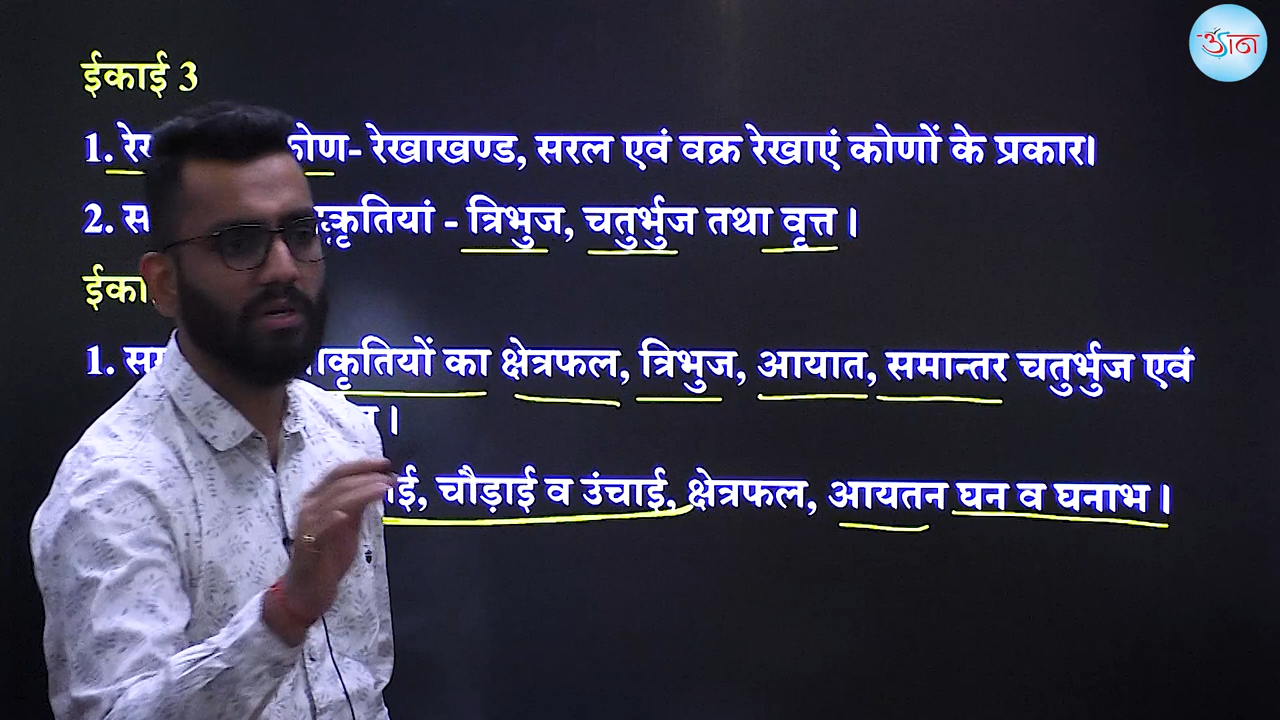 उान
ईकाई 3
1. कोण- रेखाखण्ड, सरल एवं वक्र रेखाएं कोणों के प्रकार।
2. त्रिभुज, चतुर्भुज तथा वृत्त ।
1. का क्षेत्रफल, त्रिभुज, आयात, समान्तर चतुर्भुज एवं
।
चौड़ाई व उंचाई, क्षेत्रफल, आयतन घन व घनाभ ।